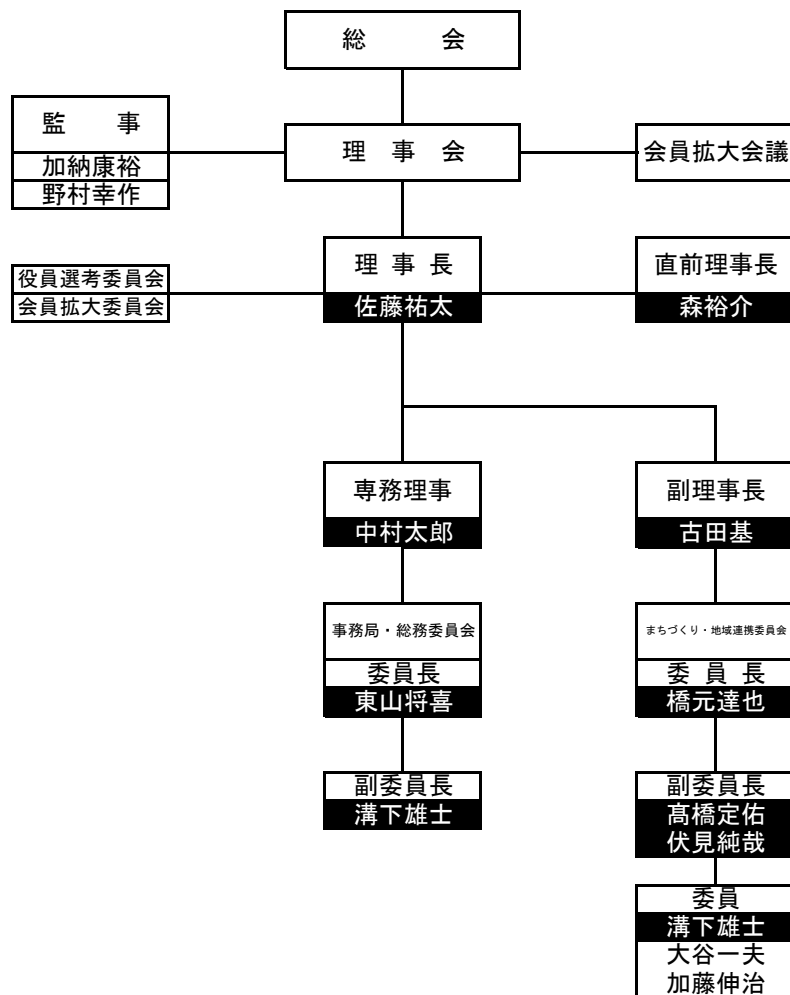 総　会
監　事
加納康裕
野村幸作
理　事　会
会員拡大会議
役員選考委員会
会員拡大委員会
理 事 長
佐藤祐太
直前理事長
森裕介
専務理事
中村太郎
副理事長
古田基
事務局・総務委員会
委員長
東山将喜
まちづくり・地域連携委員会
委 員 長
橋元達也
副委員長
溝下雄士
副委員長
髙橋定佑
伏見純哉
委員
溝下雄士
大谷一夫
加藤伸治